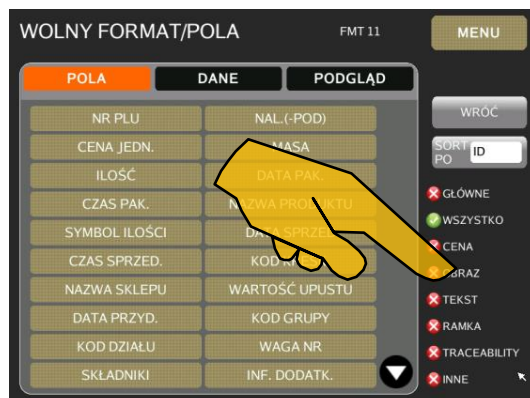 WOLNY FORMAT/POLA
FMT 11
MENU
POLA
DANE
PODGLĄD
WRÓĆ
SORT PO
ID
NR PLU
NAL.(-POD)
CENA JEDN.
MASA
ILOŚĆ
DATA PAK.
CZAS PAK.
NAZWA PRODUKTU
SYMBOL ILOŚCI
CZAS SPRZED.
KOD
NAZWA SKLEPU
WARTOŚĆ UPUSTU
DATA PRZYD.
KOD GRUPY
KOD DZIAŁU
WAGA NR
SKŁADNIKI
INF. DODATK.
GŁÓWNE
WSZYSTKO
CENA
OBRAZ
TEKST
RAMKA
TRACEABILITY
INNE